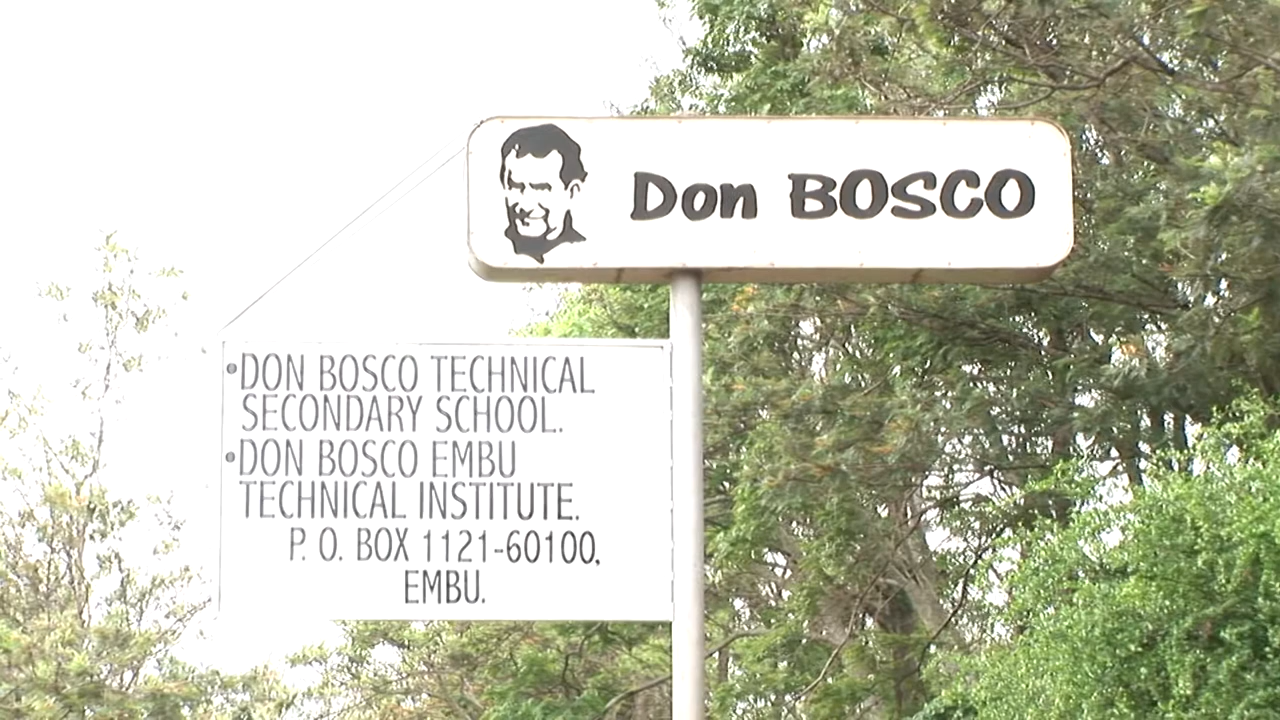 Don BOSCO
•DON BOSCO TECHNICAL
SECONDARY SCHOOL.
•DON BOSCO EMBU
TECHNICAL INSTITUTE.
P. O. BOX 1121-60100,
EMBU.